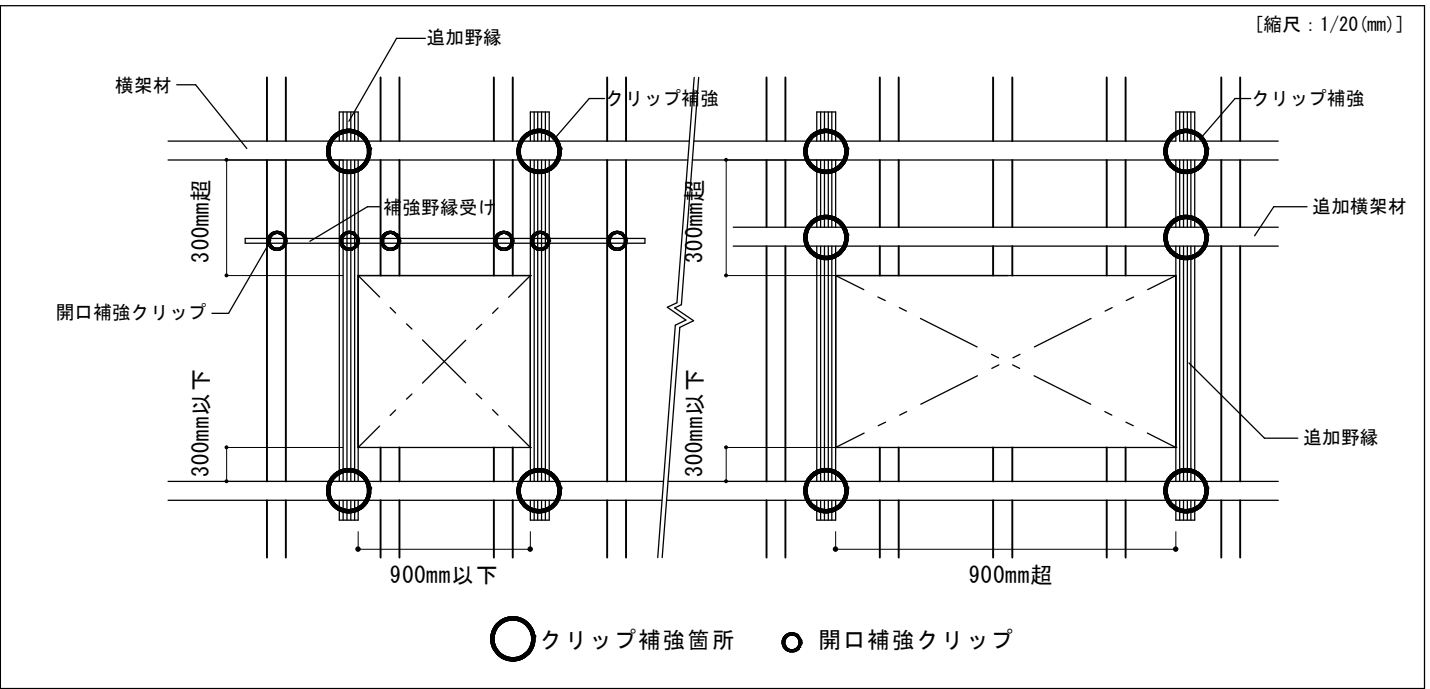 [縮尺：1/20(mm)]
追加野縁
横架材
クリップ補強
クリップ補強
300mm超
補強野縁受け
300mm超
追加横架材
開口補強クリップ
300mm以下
300mm以下
追加野縁
900mm以下
900mm超
クリップ補強箇所
開口補強クリップ